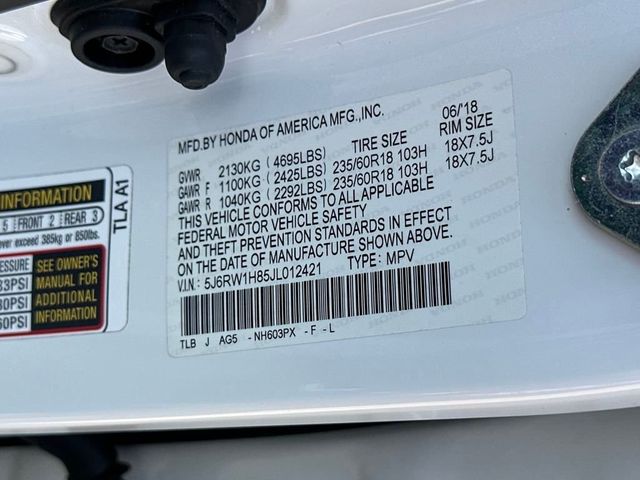 MFD.BY HONDA OF AMERICA MFG.,INC. 06/'18
TIRE SIZE RIM SIZE
GVWR 2130KG (4695LBS)
GAWR F 1100KG (2425LBS) 235/60R18 103H 18X7.5J
GAWR R 1040KG (2292LBS) 235/60R18 103H 18X7.5J
THIS VEHICLE CONFORMS TO ALL APPLICABLE
FEDERAL MOTOR VEHICLE SAFETY
AND THEFT PREVENTION STANDARDS IN EFFECT
ON THE DATE OF MANUFACTURE SHOWN ABOVE.
V.I.N.: 5J6RW1H85JL012421 TYPE: MPV
TLB J AG5 -NH603PX -F -L
INFORMATION
5 FRONT 2 REAR 3
ever exceed 385kg or 850lbs.
TLA A1
SEE OWNER'S
MANUAL FOR
ADDITIONAL
INFORMATION